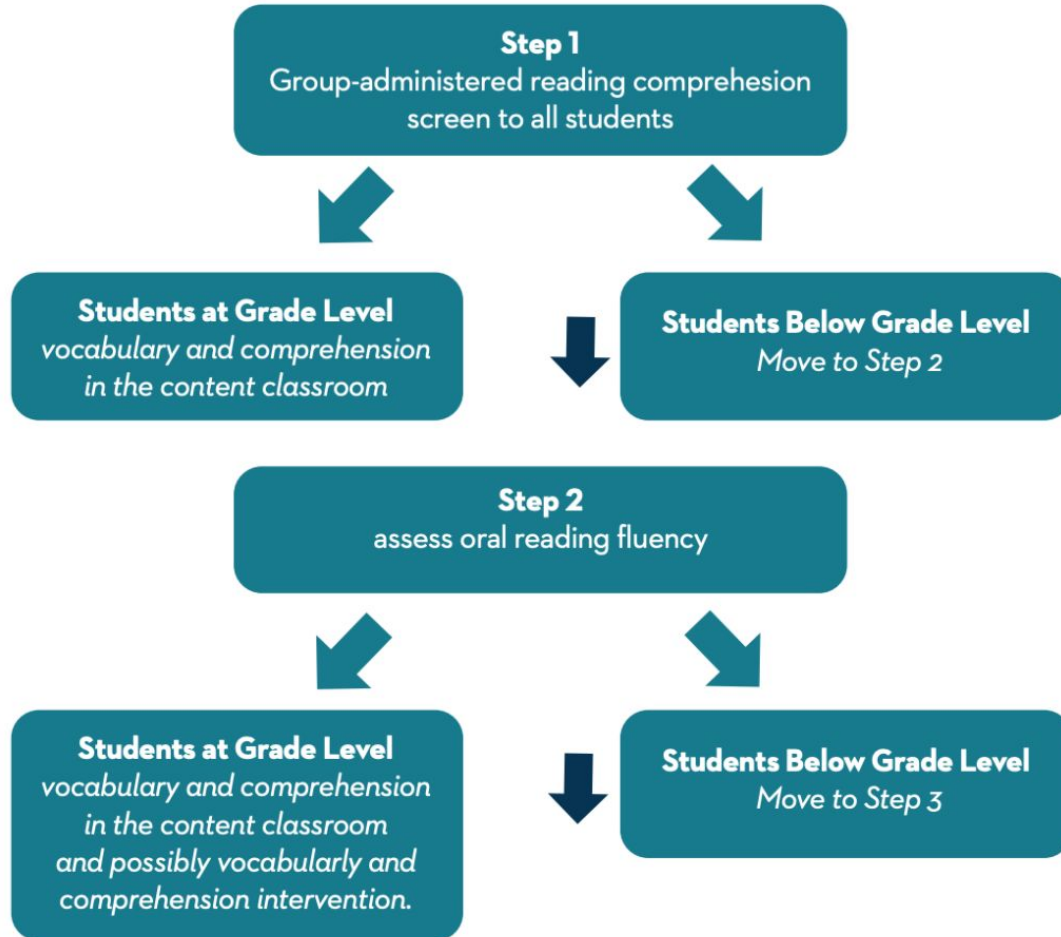 Step 1
Group-administered reading comprehesion
screen to all students
Students at Grade Level
vocabulary and comprehension
in the content classroom
Students Below Grade Level
Move to Step 2
Step 2
assess oral reading fluency
Students at Grade Level
vocabulary and comprehension
in the content classroom
and possibly vocabularly and
comprehension intervention.
Students Below Grade Level
Move to Step 3